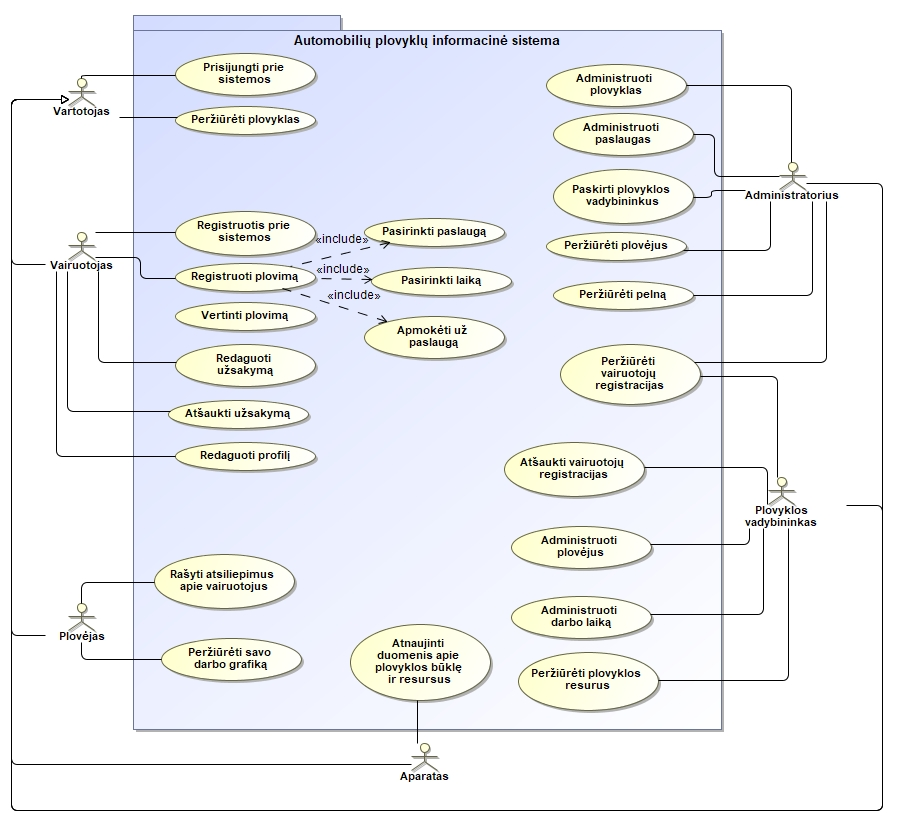 Automobilių plovyklų informacinė sistema
Prisijungti prie
sistemos
Peržiūrėti plovyklas
Vartotojas
Administruoti
plovyklas
Administruoti
paslaugas
Paskirti plovyklos
vadybininkus
Administratorius
Peržiūrėti plovėjus
Peržiūrėti pelną
Registruotis prie
sistemos
Vairuotojas
Registruoti plovimą
«include»
Pasirinkti paslaugą
«include»
Pasirinkti laiką
«include»
Apmokėti už
paslaugą
Vertinti plovimą
Redaguoti
užsakymą
Atšaukti užsakymą
Redaguoti profilį
Peržiūrėti
vairuotojų
registracijas
Atšaukti vairuotojų
registracijas
Plovyklos
vadybininkas
Administruoti
plovėjus
Administruoti
darbo laiką
Peržiūrėti plovyklos
resurus
Rašyti atsiliepimus
apie vairuotojus
Plovėjas
Peržiūrėti savo
darbo grafiką
Atnaujinti
duomenis apie
plovyklos būklę
ir resursus
Aparatas